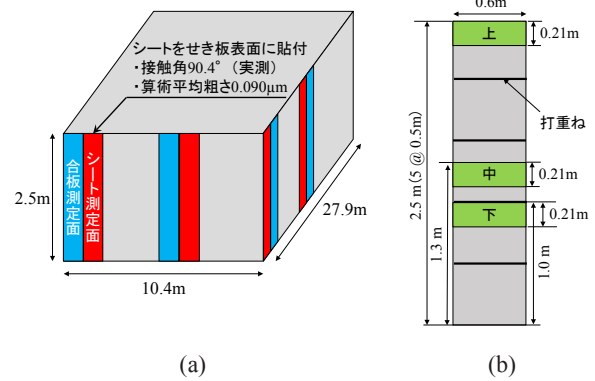 シートをせき板表面に貼付
・接触角90.4°（実測）
・算術平均粗さ0.090μm
合板測定面
シート測定面
2.5m
10.4m
27.9m
(a)
0.6m
上
0.21m
打重ね
2.5 m（5 @ 0.5m）
中
0.21m
下
0.21m
1.3 m
1.0 m
(b)